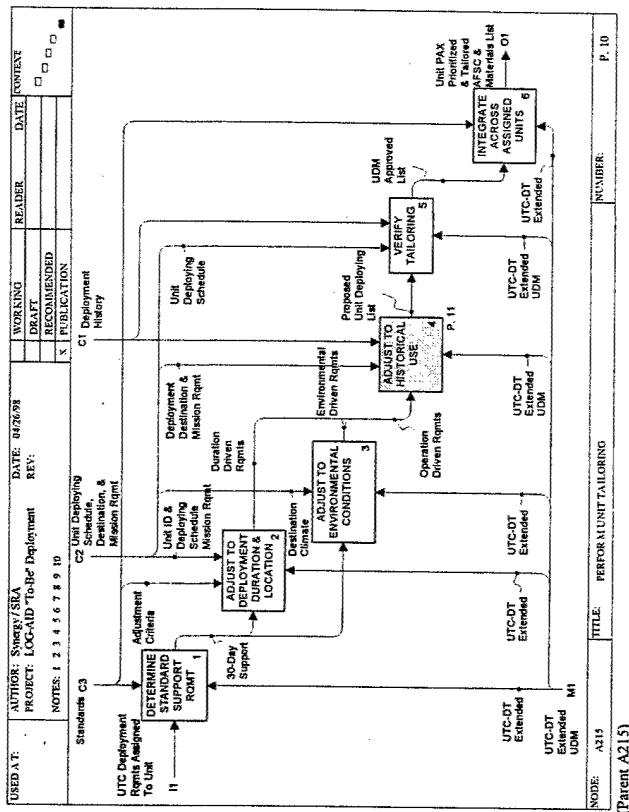 USED AT:
AUTHOR: Synergy/SRA
DATE: 04/26/98
PROJECT: LOG-AID "To-Be" Deployment
REV:
NOTES: 1 2 3 4 5 6 7 8 9 10
WORKING
DRAFT
RECOMMENDED
X PUBLICATION
READER
DATE
CONTEXT
Standards C3
C2 Unit Deploying
Schedule,
Destination, &
Mission Rqmt
C1 Deployment
History
UTC Deployment
Rqmts Assigned
To Unit
I1
DETERMINE
STANDARD
SUPPORT
RQMT
1
Adjustment
Criteria
30-Day
Support
Unit ID &
Deploying
Schedule
Mission Rqmt
ADJUST TO
DEPLOYMENT
DURATION &
LOCATION
2
Destination
Climate
Duration
Driven
Rqmts
ADJUST TO
ENVIRONMENTAL
CONDITIONS
3
Environmental
Driven Rqmts
Operation
Driven Rqmts
Deployment
Destination &
Mission Rqmt
ADJUST TO
HISTORICAL
USE
4
P. 11
Proposed
Unit Deploying
List
Unit
Deploying
Schedule
VERIFY
TAILORING
5
UDM
Approved
List
INTEGRATE
ACROSS
ASSIGNED
UNITS
6
Unit PAX
Prioritized
& Tailored
AFSC &
Materials List
O1
UTC-DT
Extended
UTC-DT
Extended
UTC-DT
Extended
UTC-DT
Extended
UDM
UTC-DT
Extended
UDM
UTC-DT
Extended
UTC-DT
Extended
UDM
M1
NODE: A215
TITLE: PERFORM UNIT TAILORING
NUMBER:
P. 10
(Parent A215)